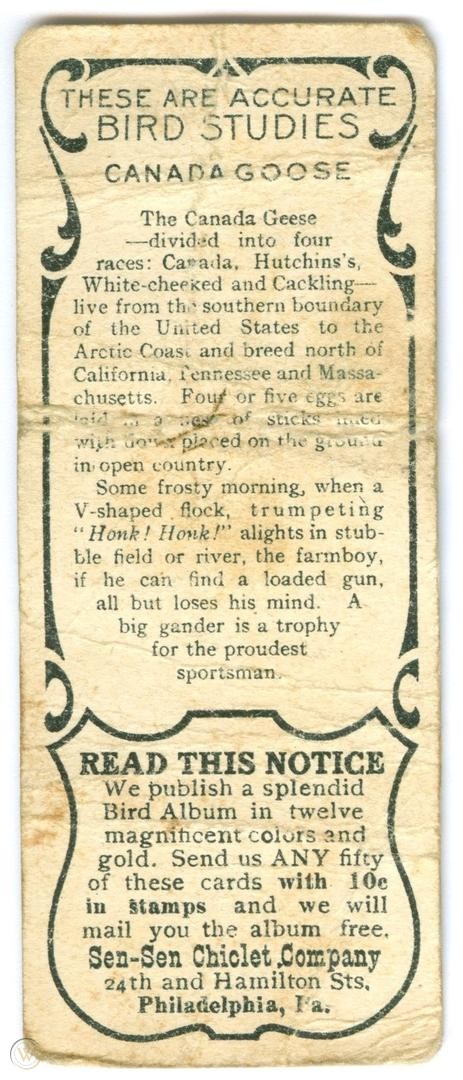 THESE ARE ACCURATE
BIRD STUDIES
CANADA GOOSE
The Canada Geese
—divided into four
races: Canada, Hutchins's,
White-cheeked and Cackling—
live from the southern boundary
of the United States to the
Arctic Coast and breed north of
California, Tennessee and Massa-
chusetts. Four or five eggs are
laid in a nest of sticks lined
with down placed on the ground
in open country.
Some frosty morning, when a
V-shaped flock, trumpeting
"Honk! Honk!" alights in stub-
ble field or river, the farmboy,
if he can find a loaded gun,
all but loses his mind. A
big gander is a trophy
for the proudest
sportsman.
READ THIS NOTICE
We publish a splendid
Bird Album in twelve
magnificent colors and
gold. Send us ANY fifty
of these cards with 10c
in stamps and we will
mail you the album free.
Sen-Sen Chiclet Company
24th and Hamilton Sts.
Philadelphia, Pa.